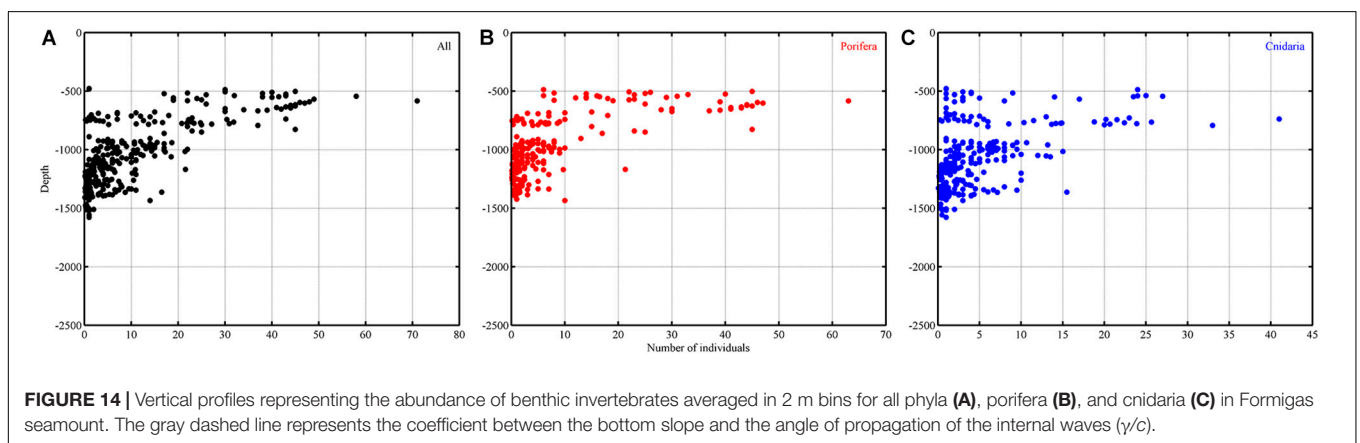 A
B
C
All
Porifera
Cnidaria
0
-500
-1000
-1500
-2000
-2500
Depth
0 10 20 30 40 50 60 70 80
0
-500
-1000
-1500
-2000
-2500
0 10 20 30 40 50 60 70
Number of individuals
0
-500
-1000
-1500
-2000
-2500
0 5 10 15 20 25 30 35 40 45
FIGURE 14 | Vertical profiles representing the abundance of benthic invertebrates averaged in 2 m bins for all phyla (A), porifera (B), and cnidaria (C) in Formigas
seamount. The gray dashed line represents the coefficient between the bottom slope and the angle of propagation of the internal waves (γ/c).